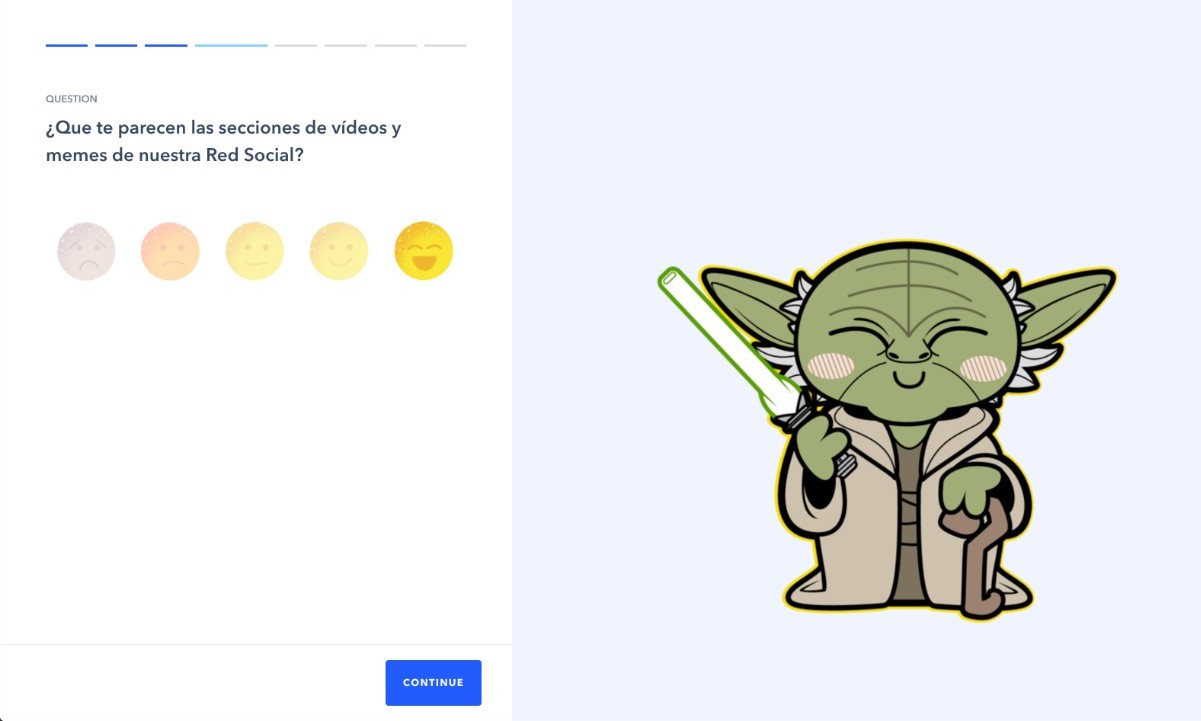 QUESTION
¿Que te parecen las secciones de vídeos y
memes de nuestra Red Social?
CONTINUE